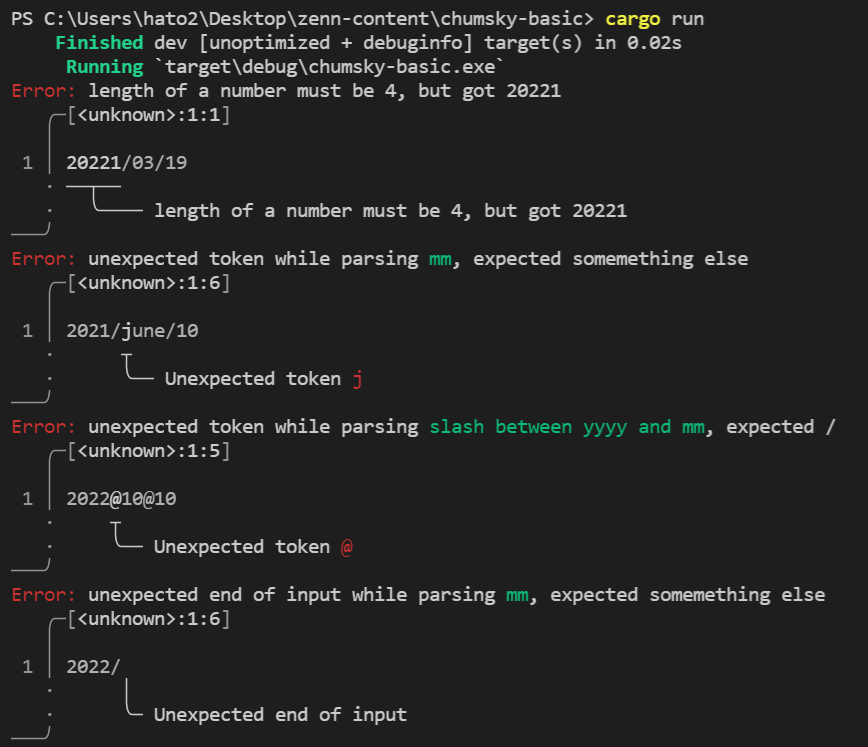 PS C:\Users\hato2\Desktop\zenn-content\chumsky-basic> cargo run
Finished dev [unoptimized + debuginfo] target(s) in 0.02s
Running `target\debug\chumsky-basic.exe`
Error: length of a number must be 4, but got 20221
[<unknown>:1:1]
1 │ 20221/03/19
length of a number must be 4, but got 20221
Error: unexpected token while parsing mm, expected somemething else
[<unknown>:1:6]
1 │ 2021/june/10
Unexpected token j
Error: unexpected token while parsing slash between yyyy and mm, expected /
[<unknown>:1:5]
1 │ 2022@10@10
Unexpected token @
Error: unexpected end of input while parsing mm, expected somemething else
[<unknown>:1:6]
1 │ 2022/
Unexpected end of input